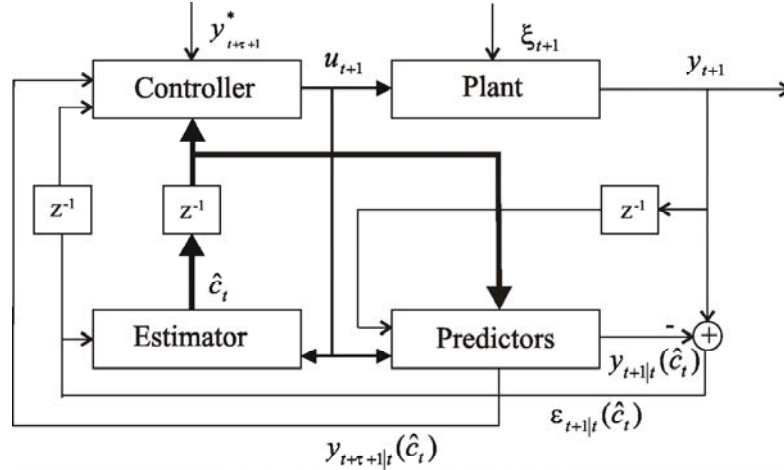 y*t+τ+1
ξt+1
ut+1
yt+1
Controller
Plant
z-1
z-1
z-1
ĉt
Estimator
Predictors
-
+
yt+1|t(ĉt)
εt+1|t(ĉt)
yt+τ+1|t(ĉt)